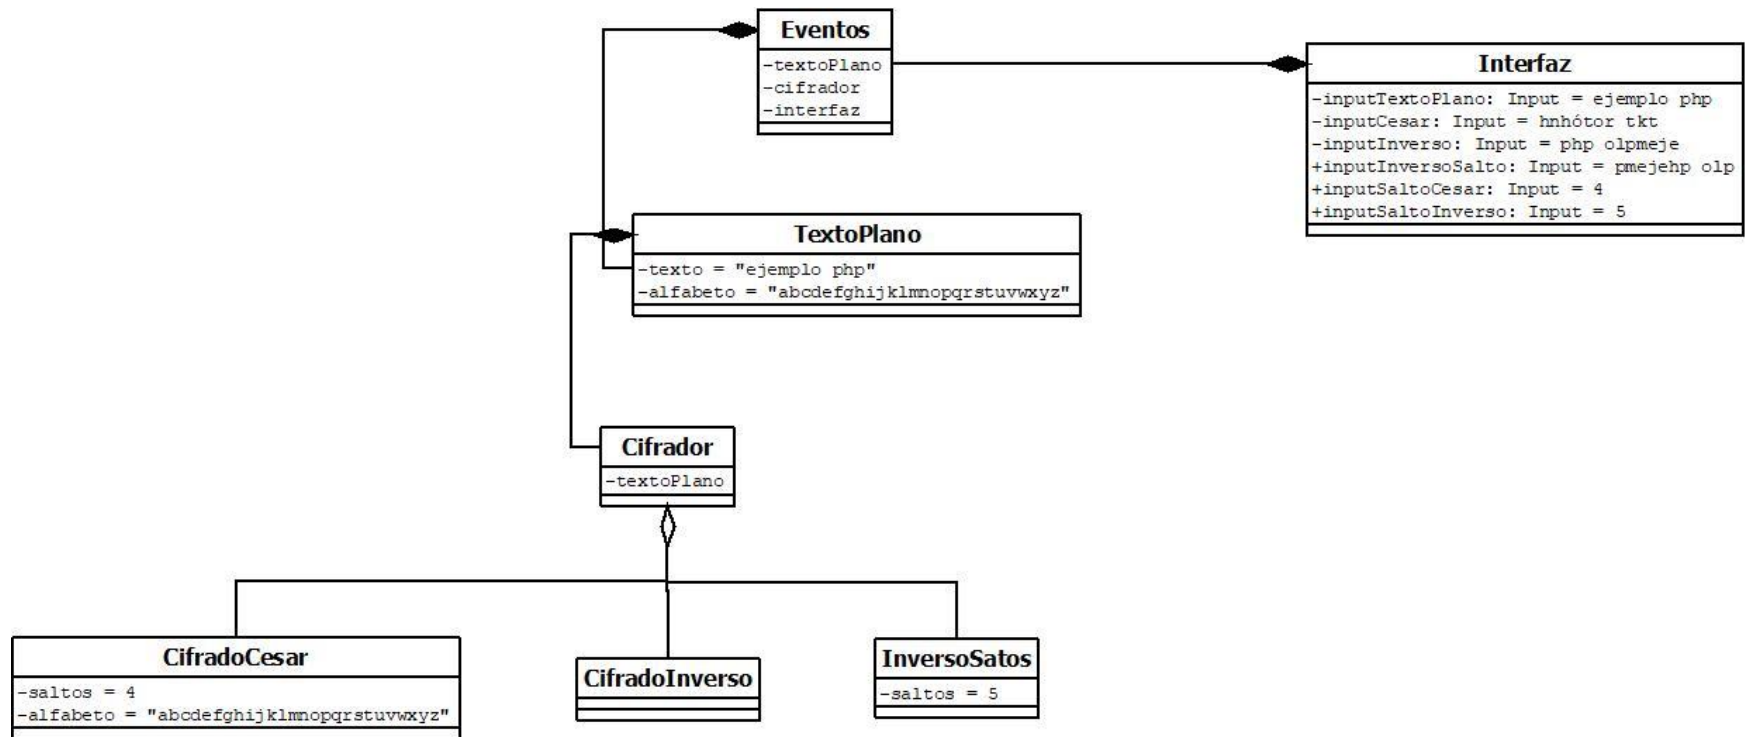 Eventos
-textoPlano
-cifrador
-interfaz
Interfaz
-inputTextoPlano: Input = ejemplo php
-inputCesar: Input = hnhótor tkt
-inputInverso: Input = php olpmeje
+inputInversoSalto: Input = pmejehp olp
+inputSaltoCesar: Input = 4
+inputSaltoInverso: Input = 5
TextoPlano
-texto = "ejemplo php"
-alfabeto = "abcdefghijklmnopqrstuvwxyz"
Cifrador
-textoPlano
CifradoCesar
-saltos = 4
-alfabeto = "abcdefghijklmnopqrstuvwxyz"
CifradoInverso
InversoSatos
-saltos = 5